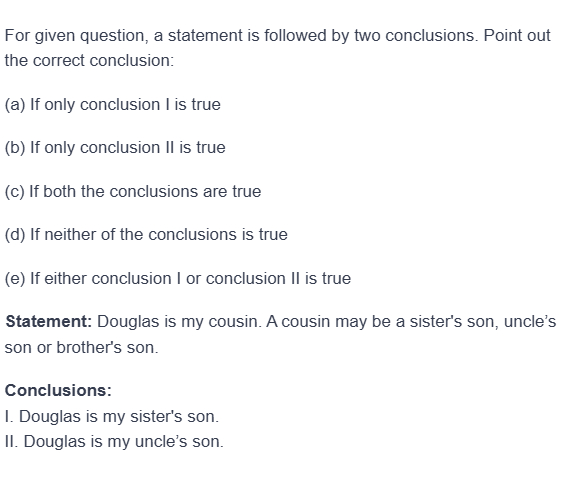 For given question, a statement is followed by two conclusions. Point out
the correct conclusion:
(a) If only conclusion I is true
(b) If only conclusion II is true
(c) If both the conclusions are true
(d) If neither of the conclusions is true
(e) If either conclusion I or conclusion II is true
Statement: Douglas is my cousin. A cousin may be a sister's son, uncle’s
son or brother's son.
Conclusions:
I. Douglas is my sister's son.
II. Douglas is my uncle’s son.